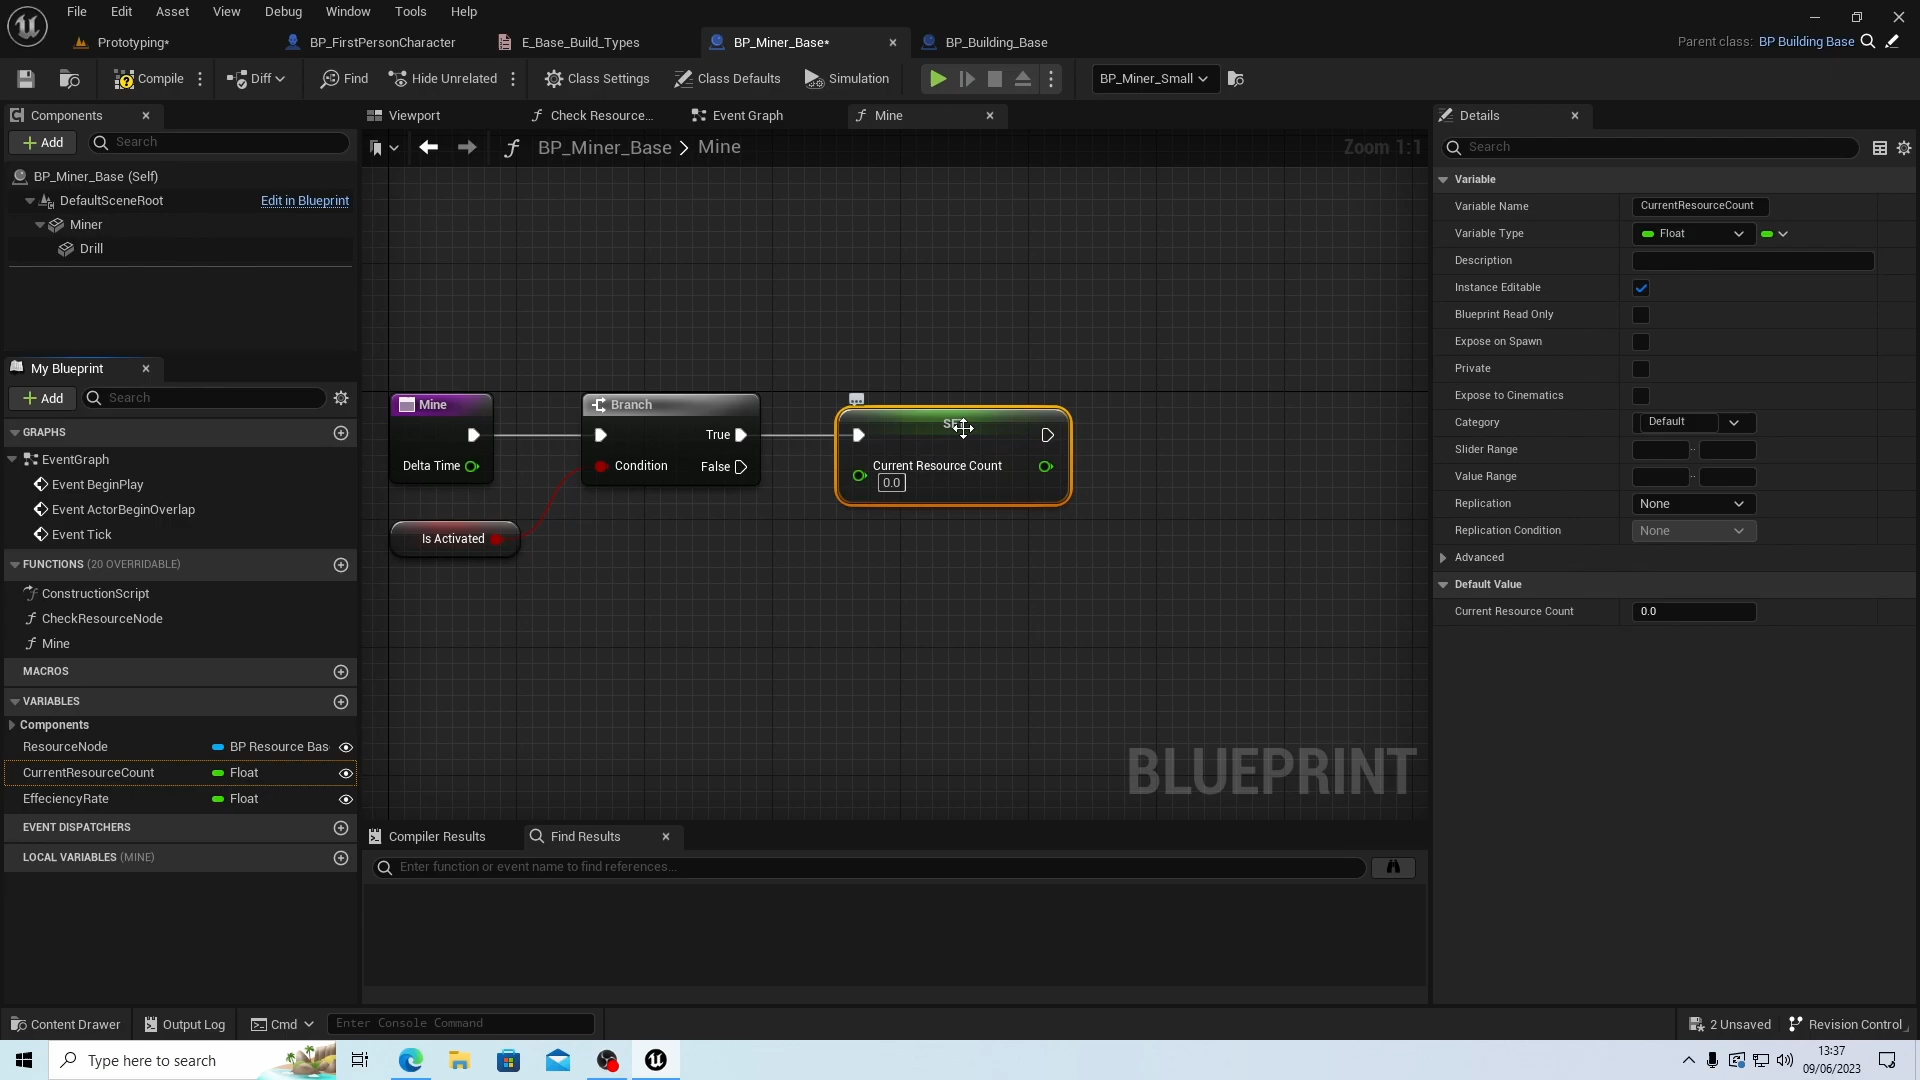 File Edit Asset View Debug Window Tools Help
Prototyping* BP_FirstPersonCharacter E_Base_Build_Types BP_Miner_Base* BP_Building_Base Parent class: BP Building Base
Compile Diff Find Hide Unrelated Class Settings Class Defaults Simulation BP_Miner_Small
Components Viewport Check Resource... Event Graph Mine Details
Add Search BP_Miner_Base > Mine Zoom 1:1 Search
BP_Miner_Base (Self)
DefaultSceneRoot Edit in Blueprint
Miner
Drill
Variable
Variable Name CurrentResourceCount
Variable Type Float
Description
Instance Editable
Blueprint Read Only
Expose on Spawn
Private
Expose to Cinematics
Category Default
Slider Range
Value Range
Replication None
Replication Condition None
Advanced
Default Value
Current Resource Count 0.0
My Blueprint
Add Search
GRAPHS
EventGraph
Event BeginPlay
Event ActorBeginOverlap
Event Tick
FUNCTIONS (20 OVERRIDABLE)
ConstructionScript
CheckResourceNode
Mine
MACROS
VARIABLES
Components
ResourceNode BP Resource Bas
CurrentResourceCount Float
EffeciencyRate Float
EVENT DISPATCHERS
LOCAL VARIABLES (MINE)
Mine
Delta Time
Branch
True
Condition False
Is Activated
SET
Current Resource Count
0.0
BLUEPRINT
Compiler Results Find Results
Enter function or event name to find references...
Content Drawer Output Log Cmd Enter Console Command 2 Unsaved Revision Control
Type here to search
13:37
09/06/2023